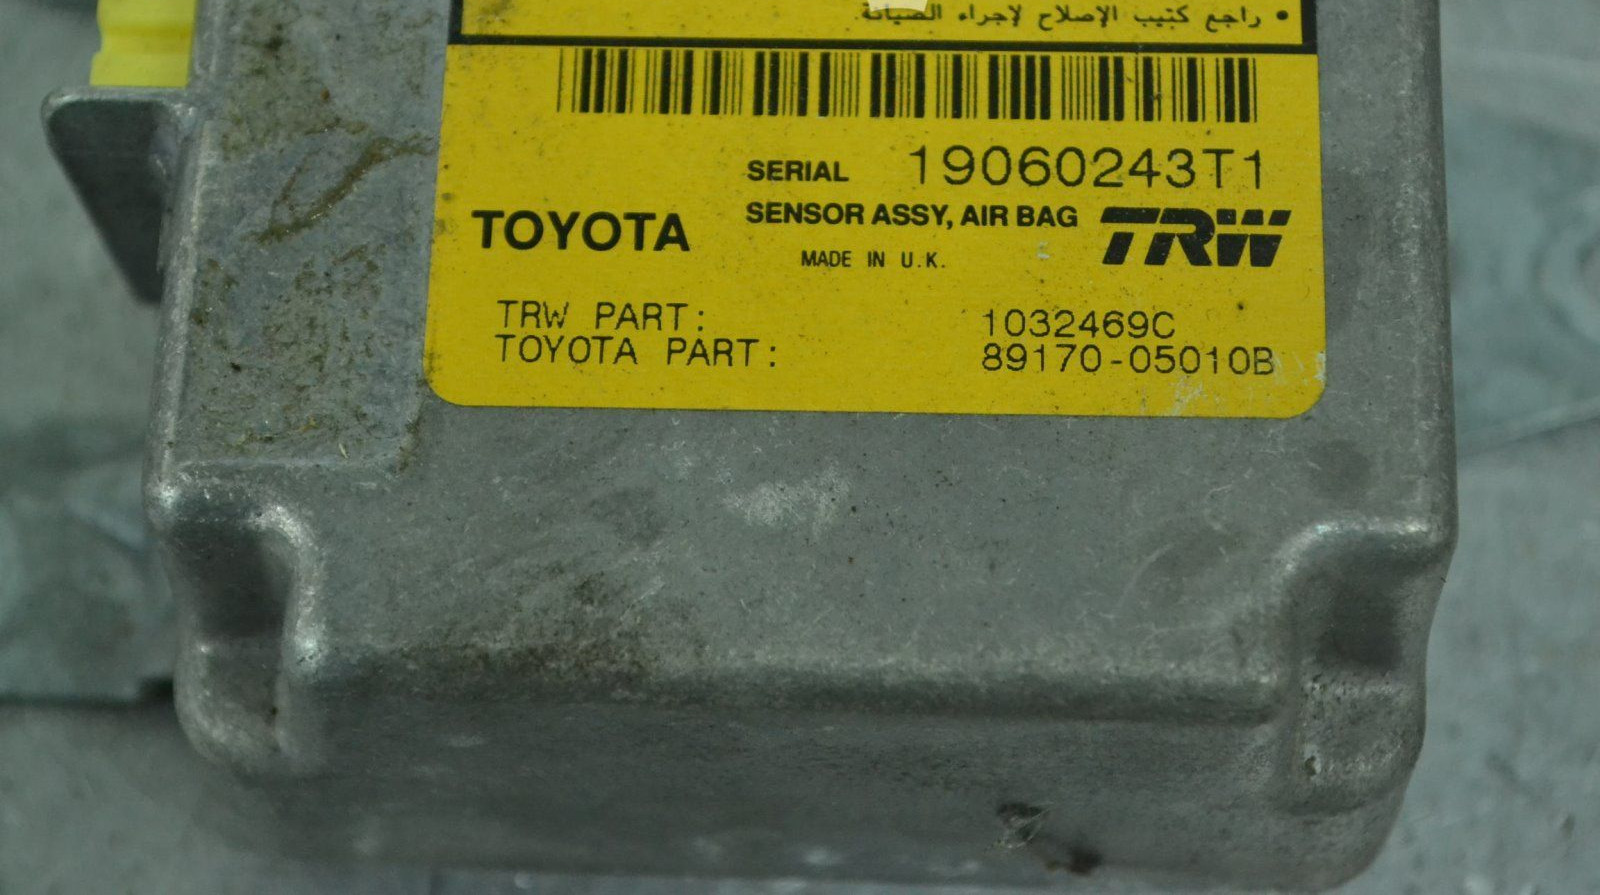 • راجع كتيب الإصلاح لإجراء الصيانة.
SERIAL 19060243T1
TOYOTA SENSOR ASSY, AIR BAG TRW
MADE IN U.K.
TRW PART: 1032469C
TOYOTA PART: 89170-05010B